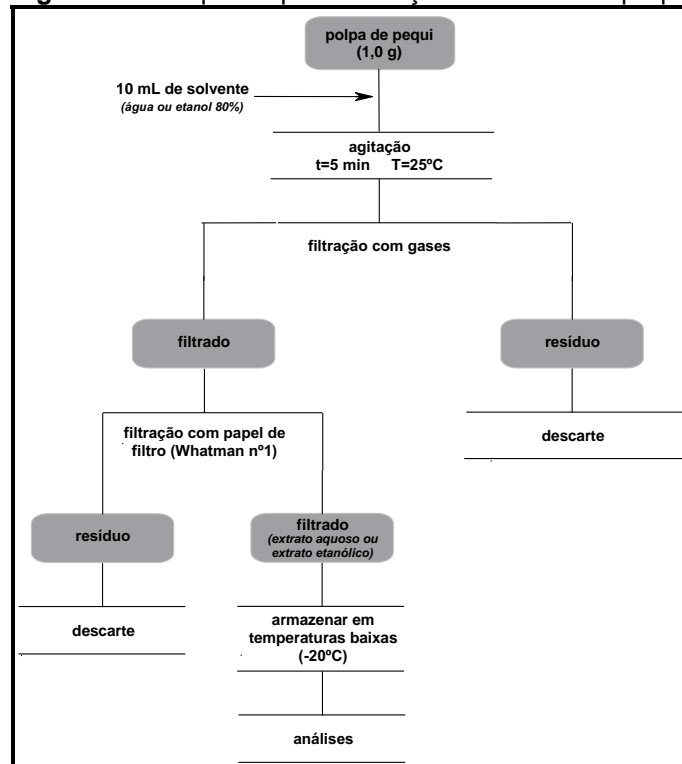 polpa de pequi
(1,0 g)
10 mL de solvente
(água ou etanol 80%)
agitação
t=5 min T=25ºC
filtração com gases
filtrado
resíduo
filtração com papel de
filtro (Whatman nº1)
descarte
resíduo
filtrado
(extrato aquoso ou
extrato etanólico)
descarte
armazenar em
temperaturas baixas
(-20ºC)
análises